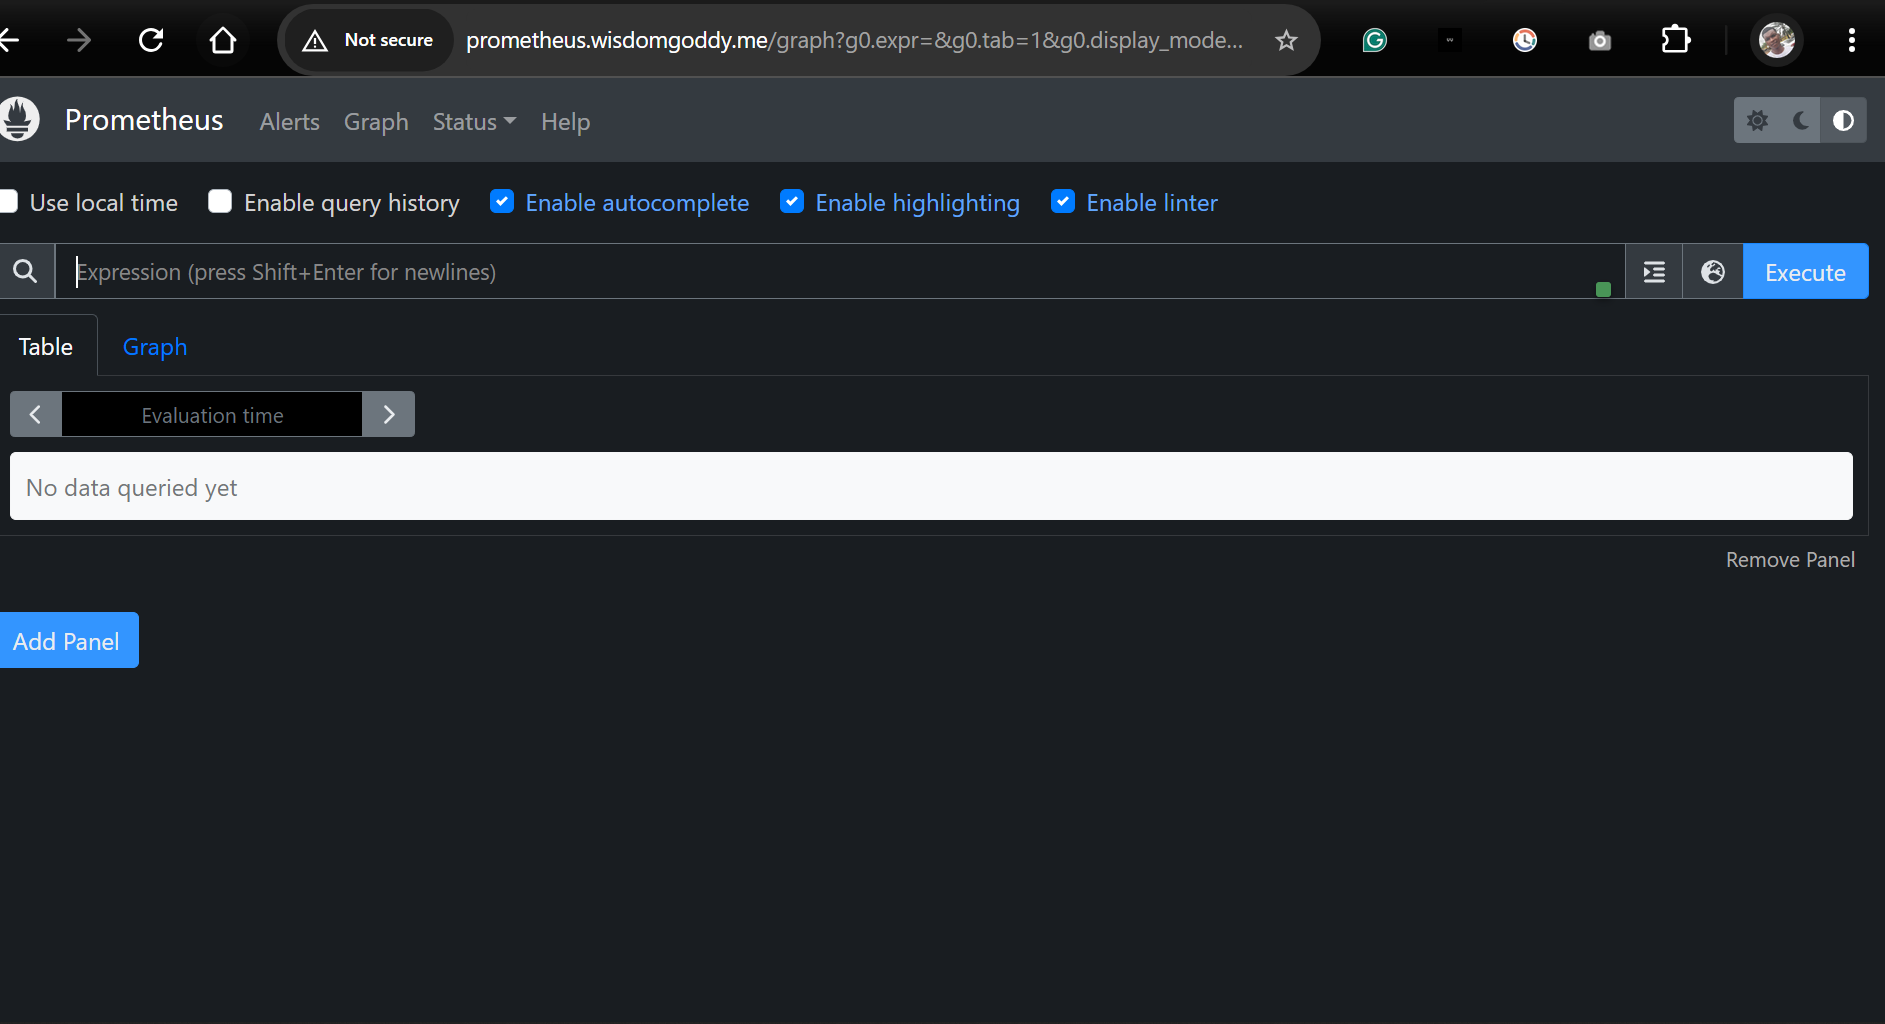 Not secure prometheus.wisdomgoddy.me/graph?g0.expr=&g0.tab=1&g0.display_mode...
Prometheus Alerts Graph Status Help
Use local time Enable query history Enable autocomplete Enable highlighting Enable linter
Expression (press Shift+Enter for newlines) Execute
Table Graph
Evaluation time
No data queried yet
Remove Panel
Add Panel